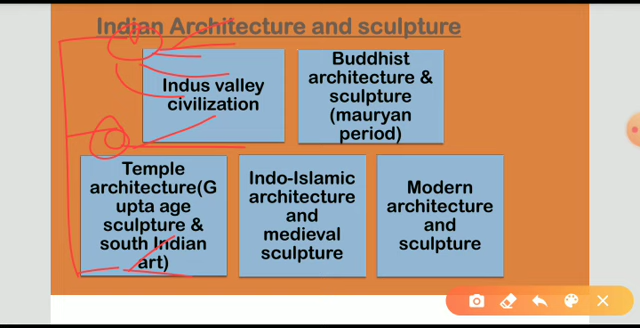 Indian Architecture and sculpture
Indus valley
civilization
Buddhist
architecture &
sculpture
(mauryan
period)
Temple
architecture(G
upta age
sculpture &
south Indian
art)
Indo-Islamic
architecture
and
medieval
sculpture
Modern
architecture
and
sculpture